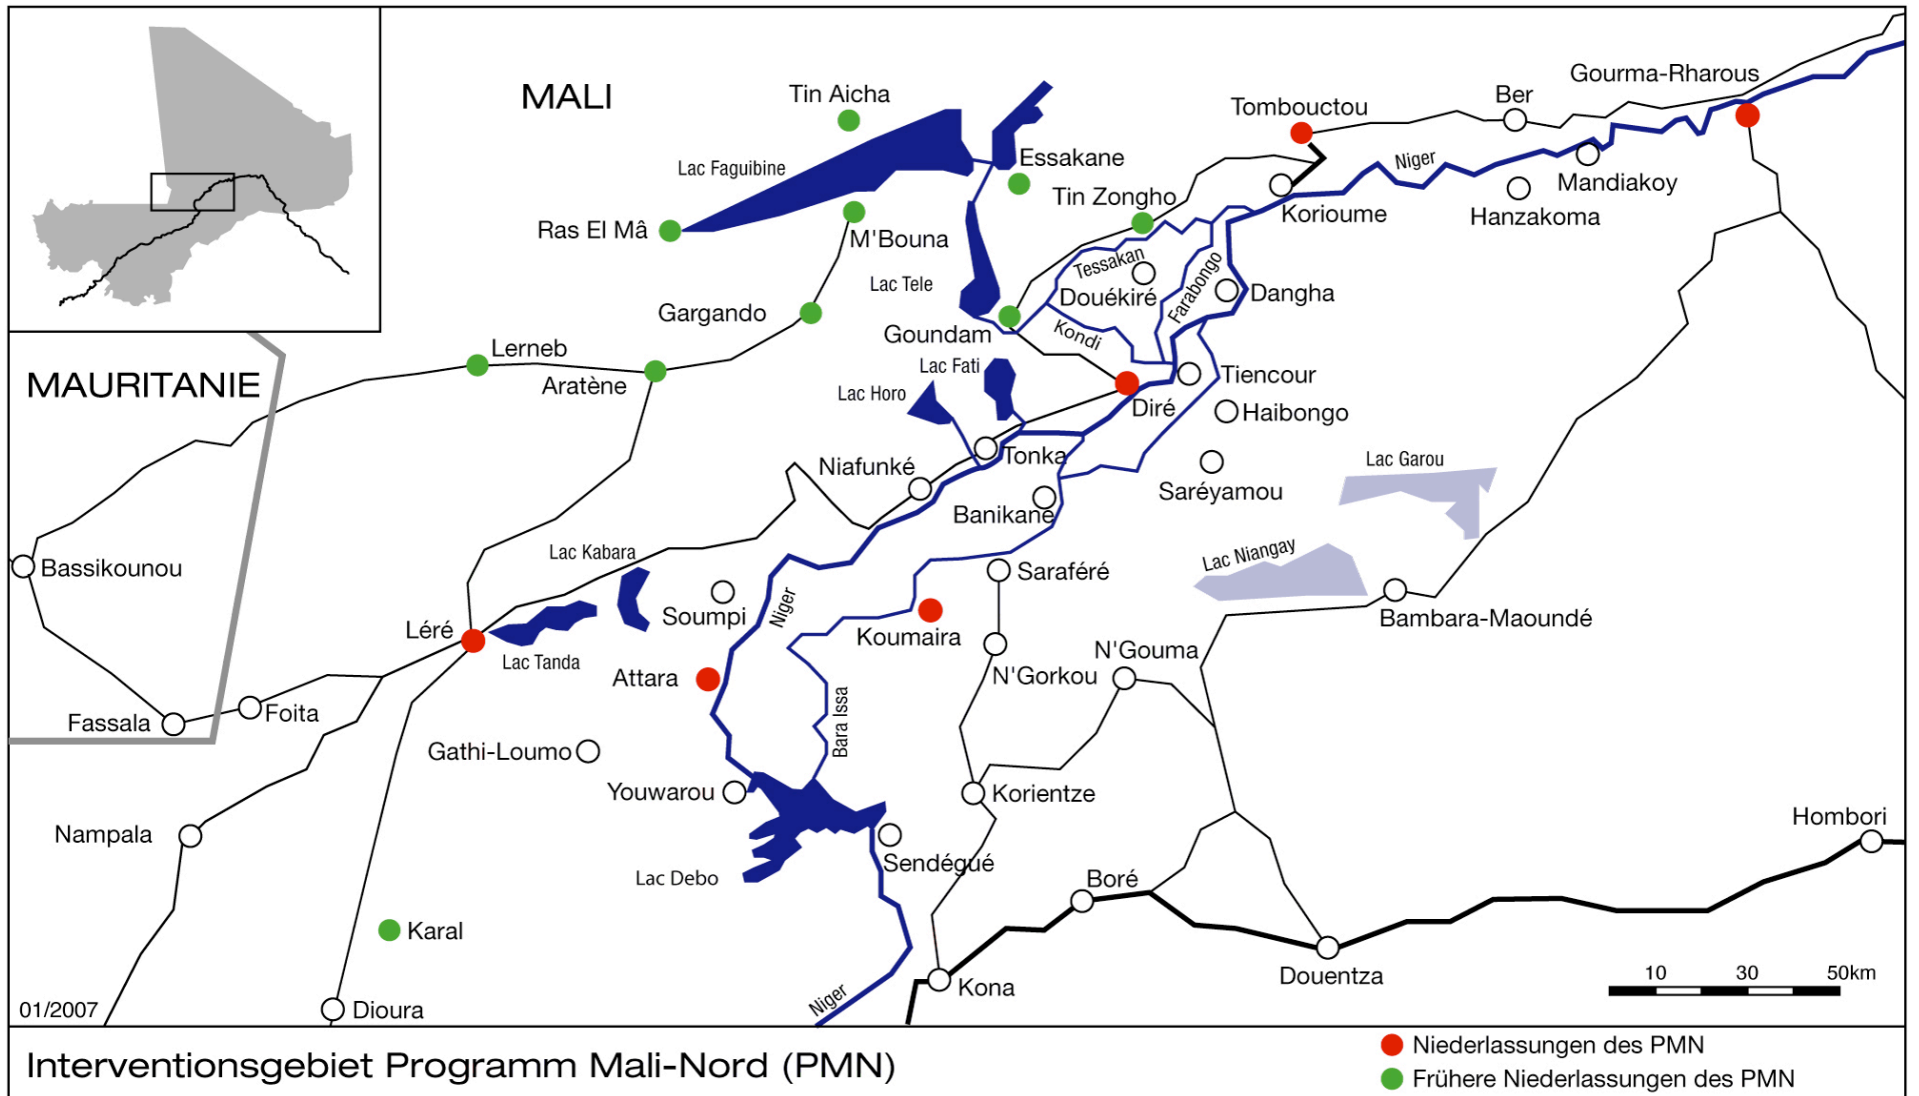 MALI
Tin Aicha
Gourma-Rharous
Ber
Tombouctou
Lac Faguibine
Essakane
Niger
Mandiakoy
Tin Zongho
Hanzakoma
Korioume
Ras El Mâ
M'Bouna
Tessakan
Lac Tele
Douékiré
Farabongo
Dangha
Gargando
Goundam
Kondi
Lerneb
Lac Fati
MAURITANIE
Aratène
Tiencour
Lac Horo
Diré
Haibongo
Tonka
Lac Garou
Niafunké
Saréyamou
Banikane
Lac Kabara
Lac Niangay
Bassikounou
Saraféré
Niger
Soumpi
Bambara-Maoundé
Léré
Koumaira
Lac Tanda
N'Gouma
Attara
N'Gorkou
Bara Issa
Foita
Fassala
Gathi-Loumo
Youwarou
Korientze
Hombori
Nampala
Sendégué
Lac Debo
Boré
Karal
Douentza
10 30 50km
Kona
Niger
01/2007
Dioura
Interventionsgebiet Programm Mali-Nord (PMN)
Niederlassungen des PMN
Frühere Niederlassungen des PMN